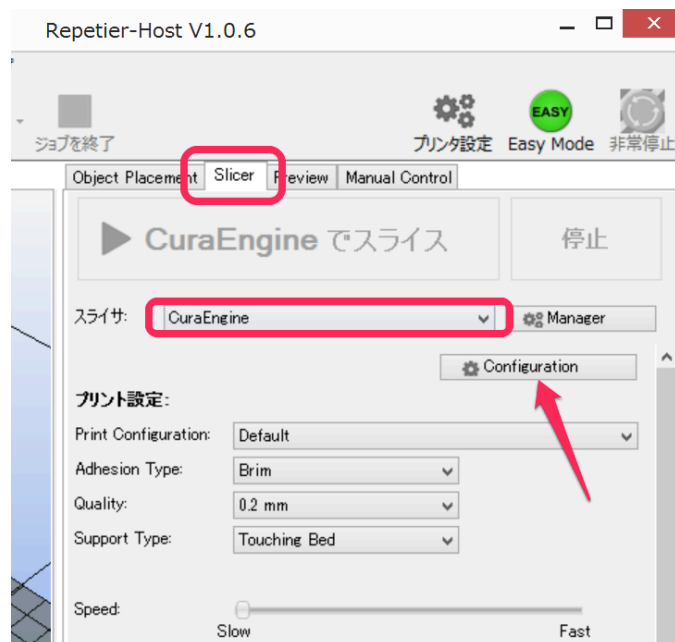 Repetier-Host V1.0.6
ジョブを終了
プリンタ設定
Easy Mode
EASY
非常停止
Object Placement
Slicer
Preview
Manual Control
CuraEngine でスライス
停止
スライサ:
CuraEngine
Manager
Configuration
プリント設定:
Print Configuration:
Default
Adhesion Type:
Brim
Quality:
0.2 mm
Support Type:
Touching Bed
Speed:
Slow
Fast